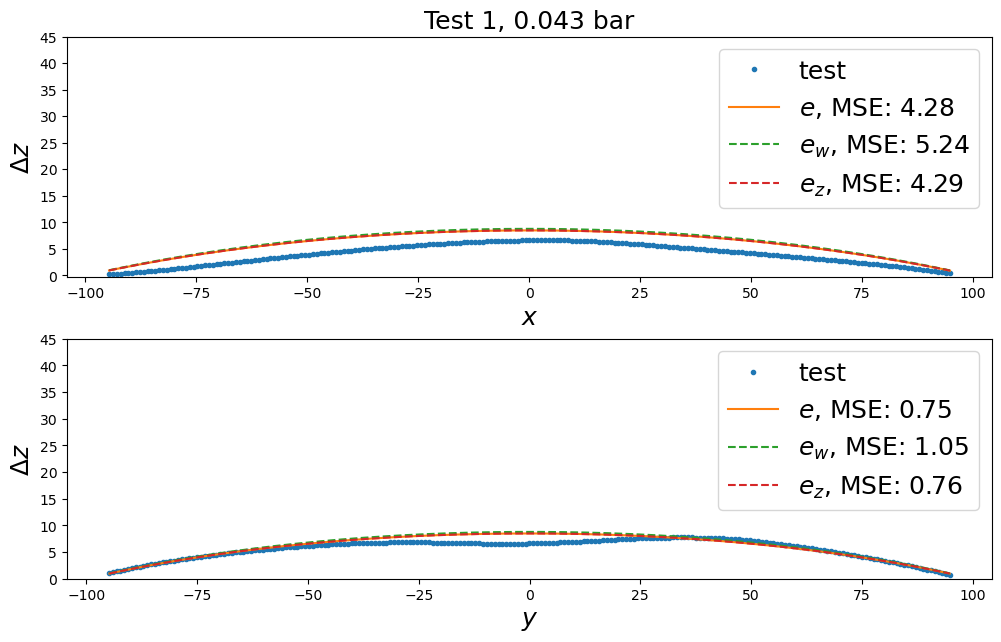 Test 1, 0.043 bar
45
40
35
30
25
20
15
10
5
0
Δz
test
e, MSE: 4.28
e_w, MSE: 5.24
e_z, MSE: 4.29
−100 −75 −50 −25 0 25 50 75 100
x
45
40
35
30
25
20
15
10
5
0
Δz
test
e, MSE: 0.75
e_w, MSE: 1.05
e_z, MSE: 0.76
−100 −75 −50 −25 0 25 50 75 100
y